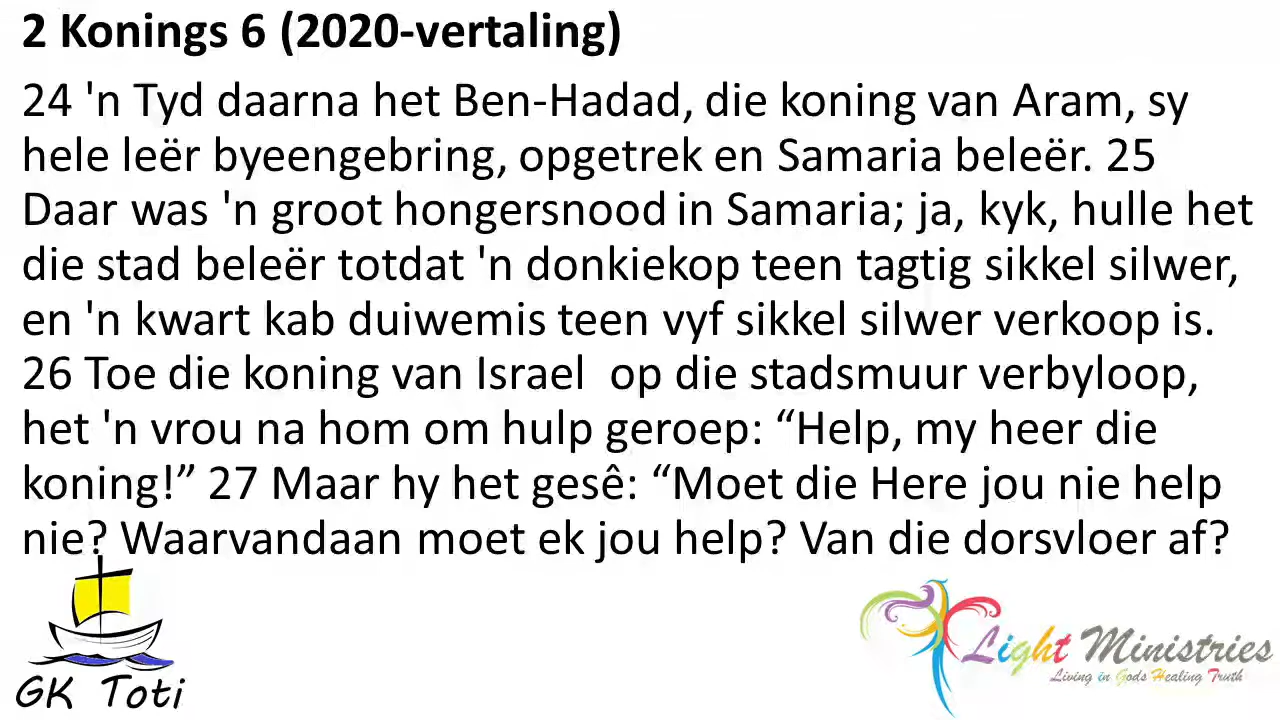 2 Konings 6 (2020-vertaling)
24 'n Tyd daarna het Ben-Hadad, die koning van Aram, sy
hele leër byeengebring, opgetrek en Samaria beleër. 25
Daar was 'n groot hongersnood in Samaria; ja, kyk, hulle het
die stad beleër totdat 'n donkiekop teen tagtig sikkel silwer,
en 'n kwart kab duiwemis teen vyf sikkel silwer verkoop is.
26 Toe die koning van Israel  op die stadsmuur verbyloop,
het 'n vrou na hom om hulp geroep: “Help, my heer die
koning!” 27 Maar hy het gesê: “Moet die Here jou nie help
nie? Waarvandaan moet ek jou help? Van die dorsvloer af?
GK Toti
Light Ministries
Living in Gods Healing Truth